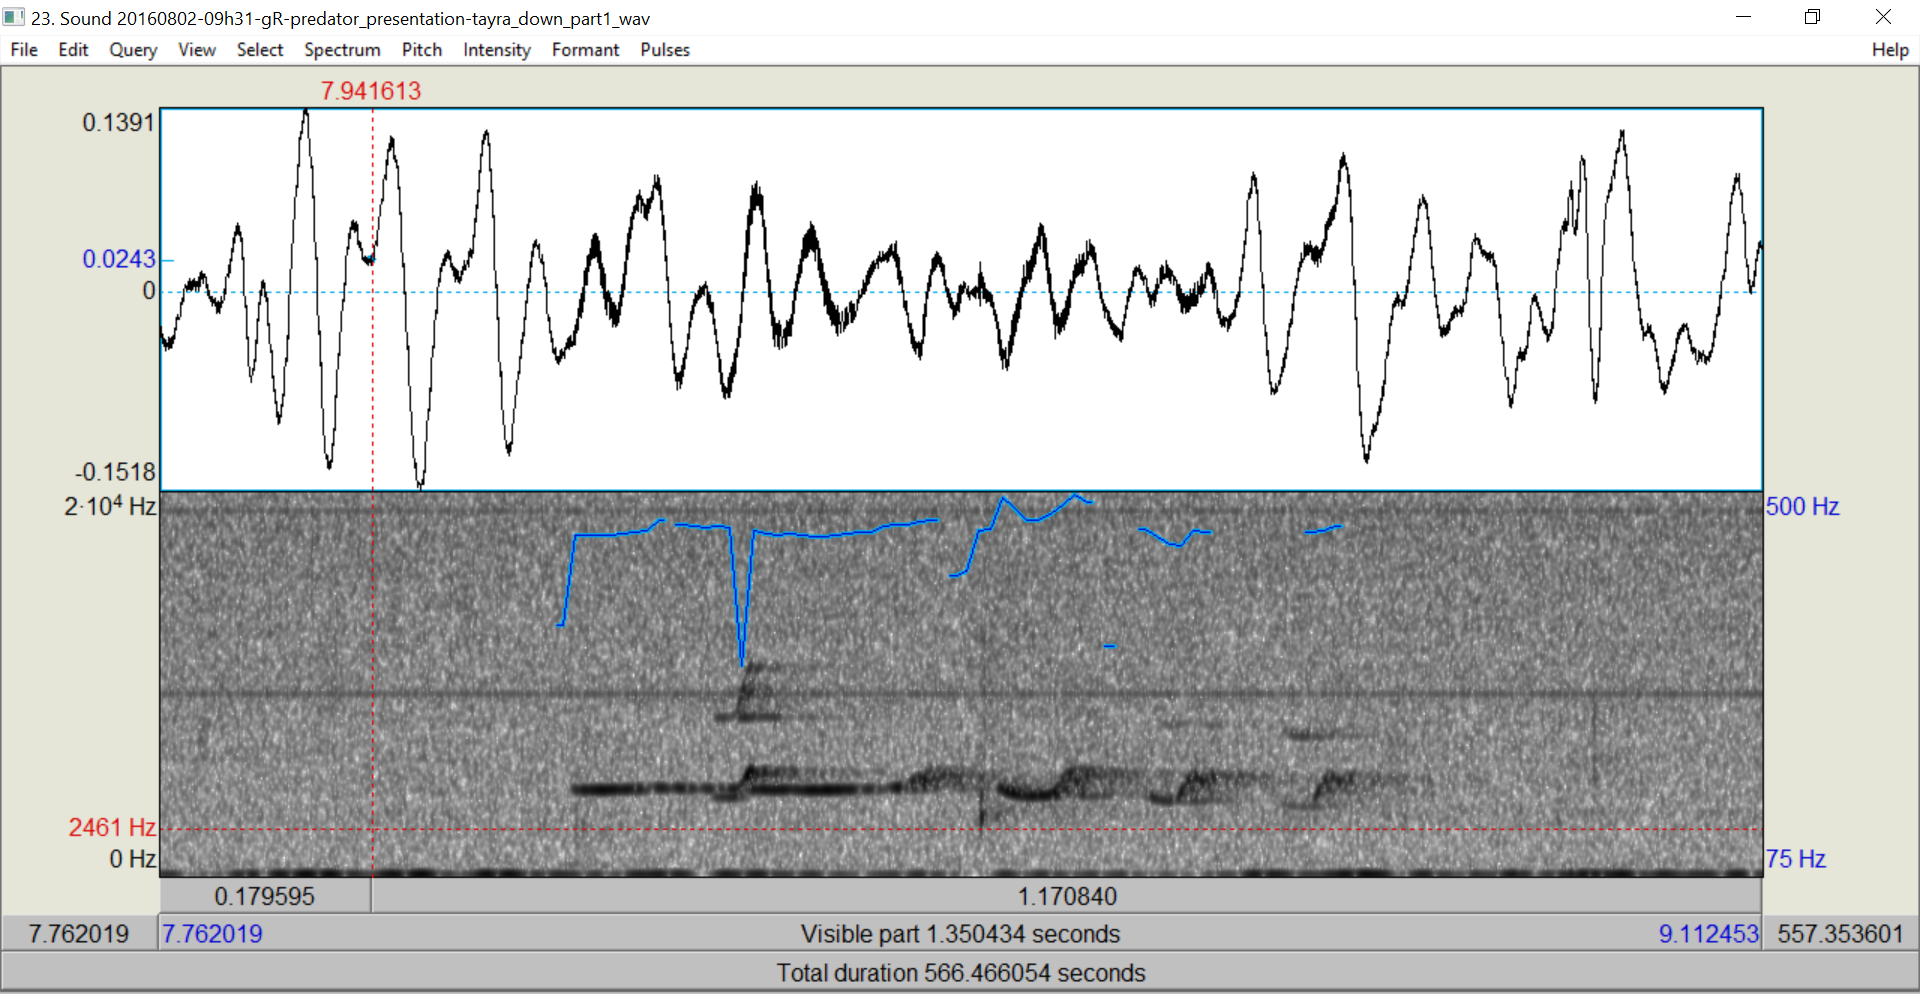 23. Sound 20160802-09h31-gR-predator_presentation-tayra_down_part1_wav
File Edit Query View Select Spectrum Pitch Intensity Formant Pulses Help
7.941613
0.1391
0.0243
0
-0.1518
2·10⁴ Hz 500 Hz
2461 Hz
0 Hz 75 Hz
0.179595 1.170840
7.762019 7.762019 Visible part 1.350434 seconds 9.112453 557.353601
Total duration 566.466054 seconds